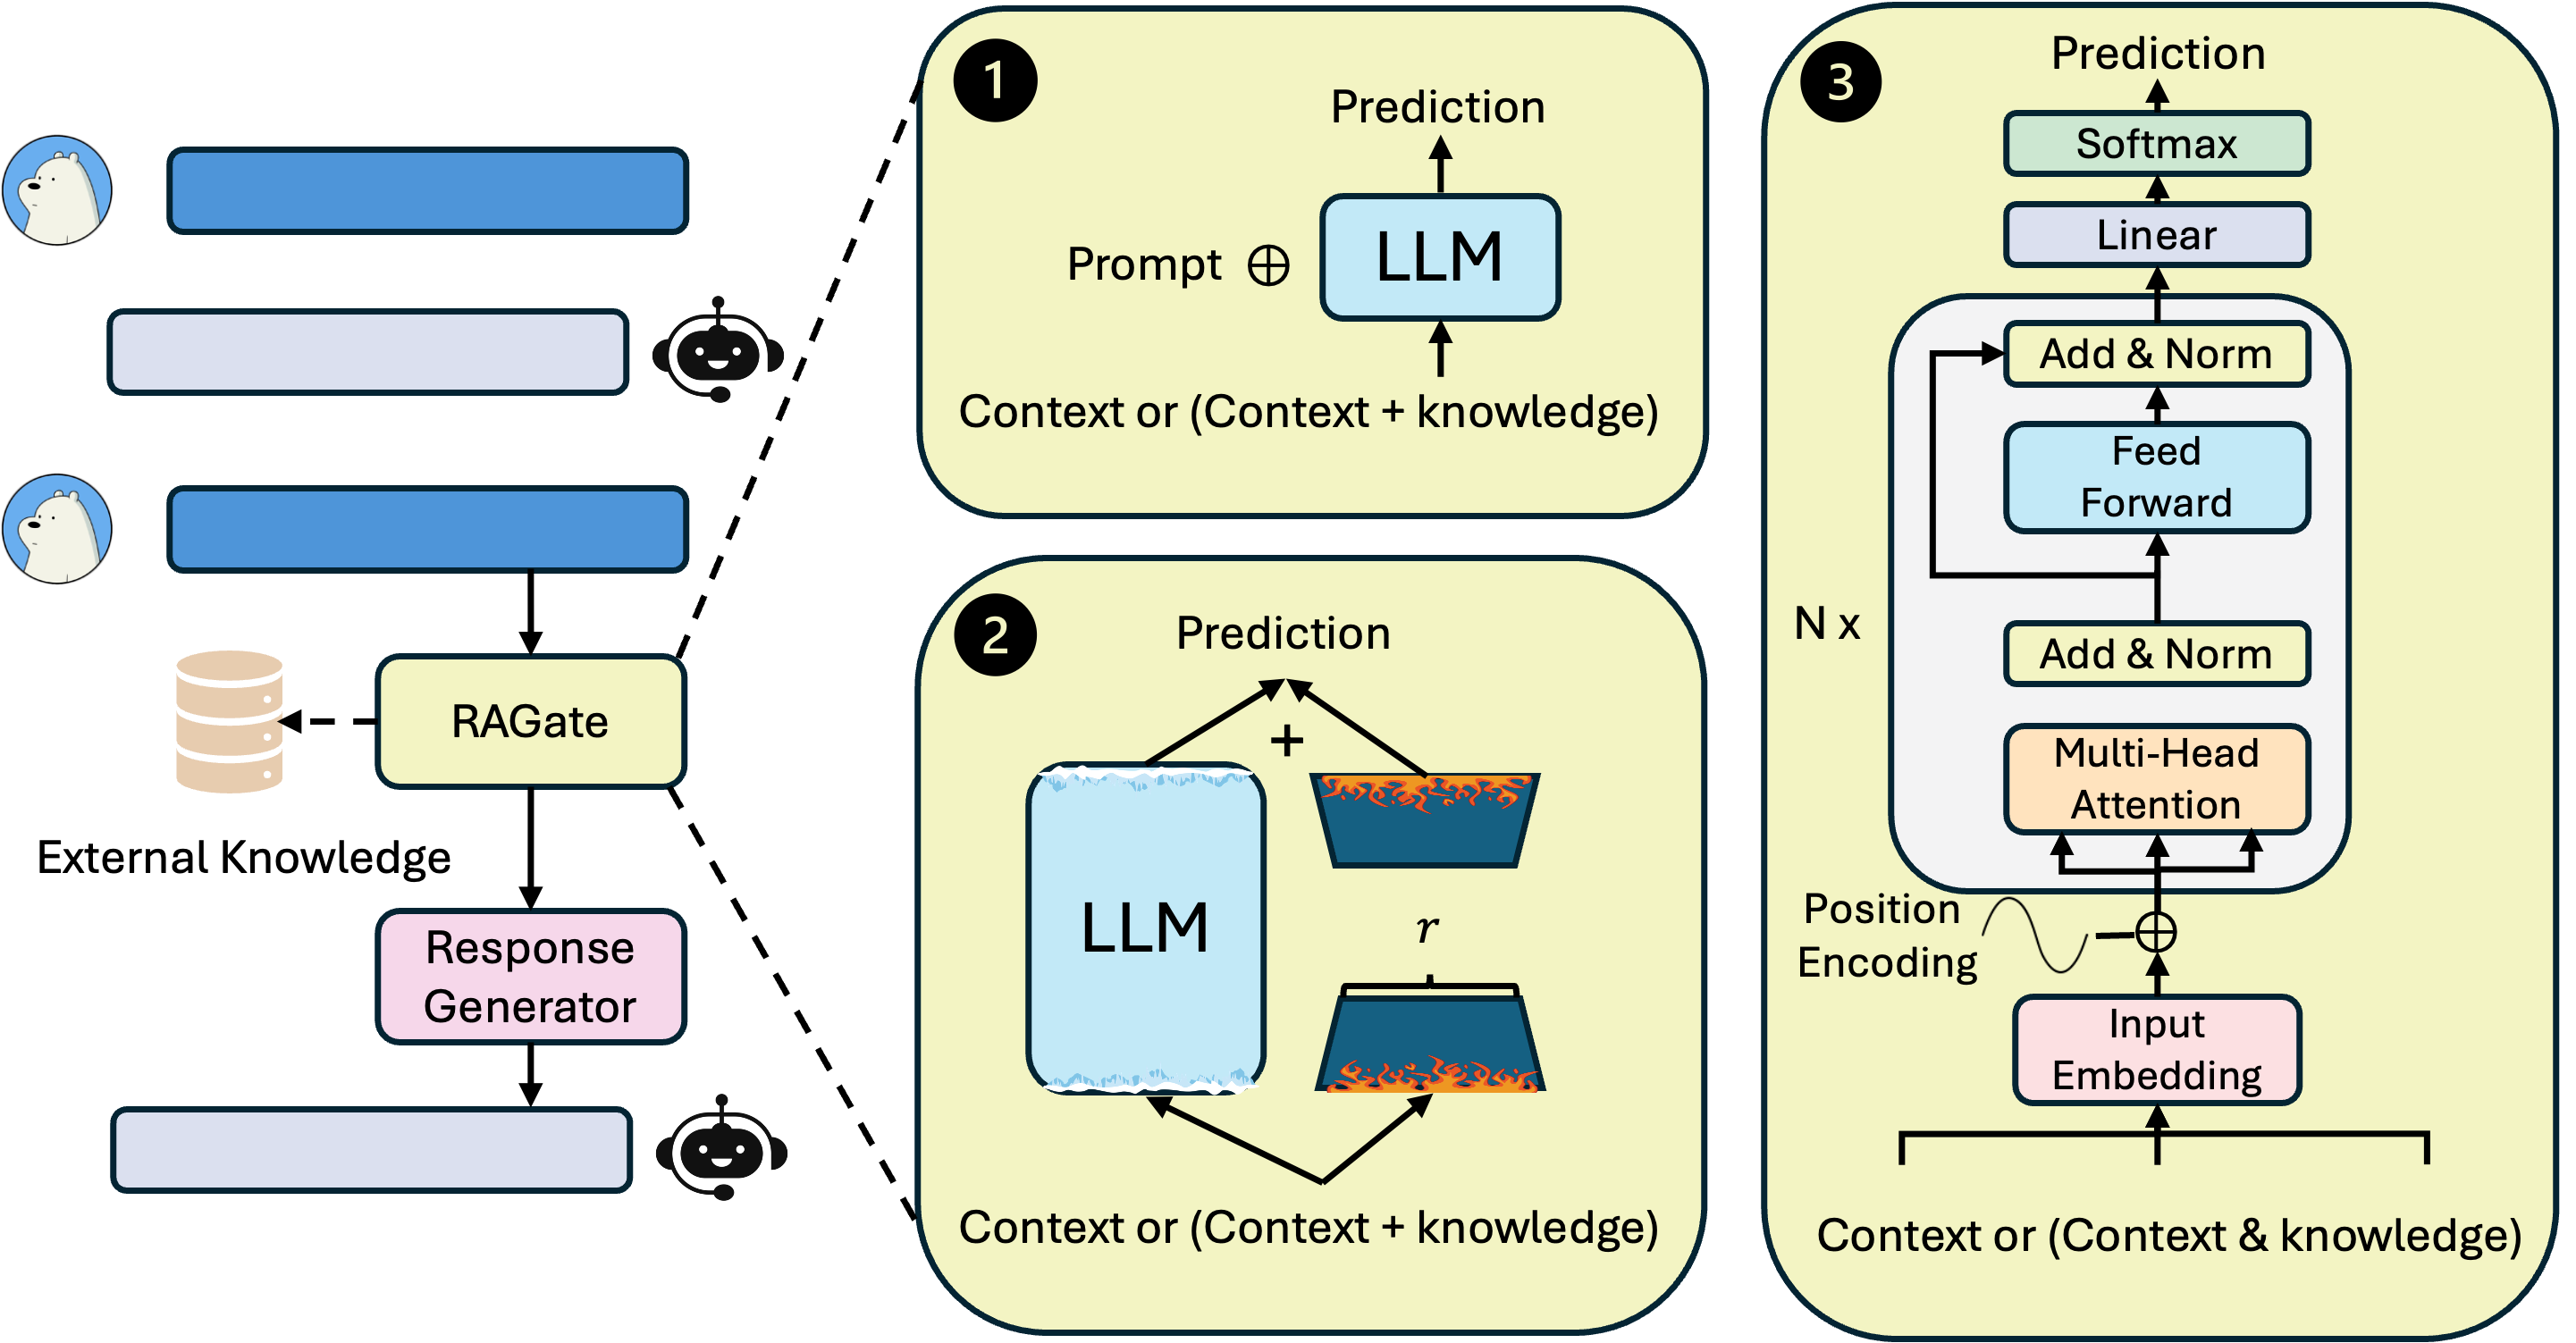 RAGate
External Knowledge
Response
Generator
1
Prediction
LLM
Prompt ⊕
Context or (Context + knowledge)
2
Prediction
+
LLM
r
Context or (Context + knowledge)
3
Prediction
Softmax
Linear
Add & Norm
Feed
Forward
N x
Add & Norm
Multi-Head
Attention
Position
Encoding
Input
Embedding
Context or (Context & knowledge)